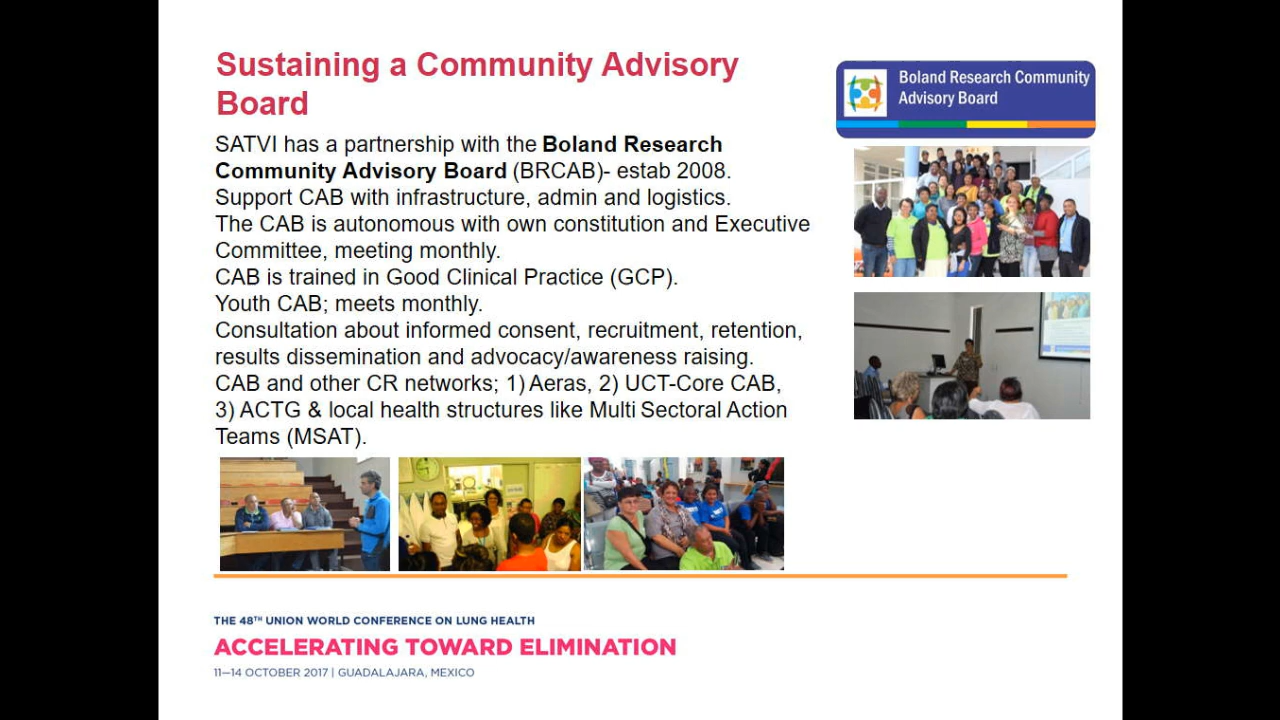 Sustaining a Community Advisory
Board
SATVI has a partnership with the Boland Research
Community Advisory Board (BRCAB)- estab 2008.
Support CAB with infrastructure, admin and logistics.
The CAB is autonomous with own constitution and Executive
Committee, meeting monthly.
CAB is trained in Good Clinical Practice (GCP).
Youth CAB; meets monthly.
Consultation about informed consent, recruitment, retention,
results dissemination and advocacy/awareness raising.
CAB and other CR networks; 1) Aeras, 2) UCT-Core CAB,
3) ACTG & local health structures like Multi Sectoral Action
Teams (MSAT).
Boland Research Community
Advisory Board
THE 48TH UNION WORLD CONFERENCE ON LUNG HEALTH
ACCELERATING TOWARD ELIMINATION
11—14 OCTOBER 2017 | GUADALAJARA, MEXICO